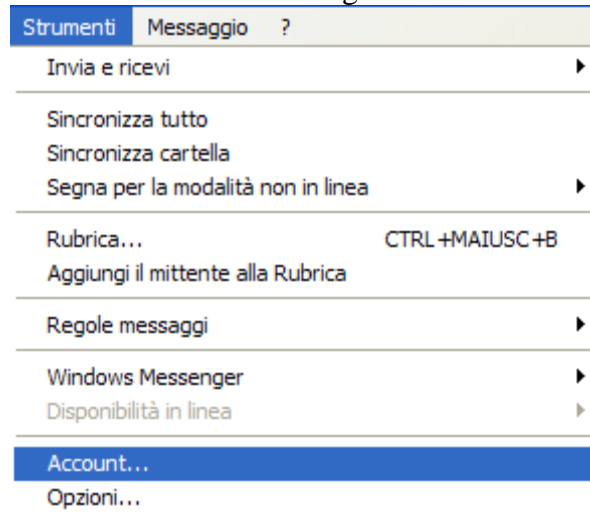 Strumenti Messaggio ?
Invia e ricevi
Sincronizza tutto
Sincronizza cartella
Segna per la modalità non in linea
Rubrica... CTRL+MAIUSC+B
Aggiungi il mittente alla Rubrica
Regole messaggi
Windows Messenger
Disponibilità in linea
Account...
Opzioni...